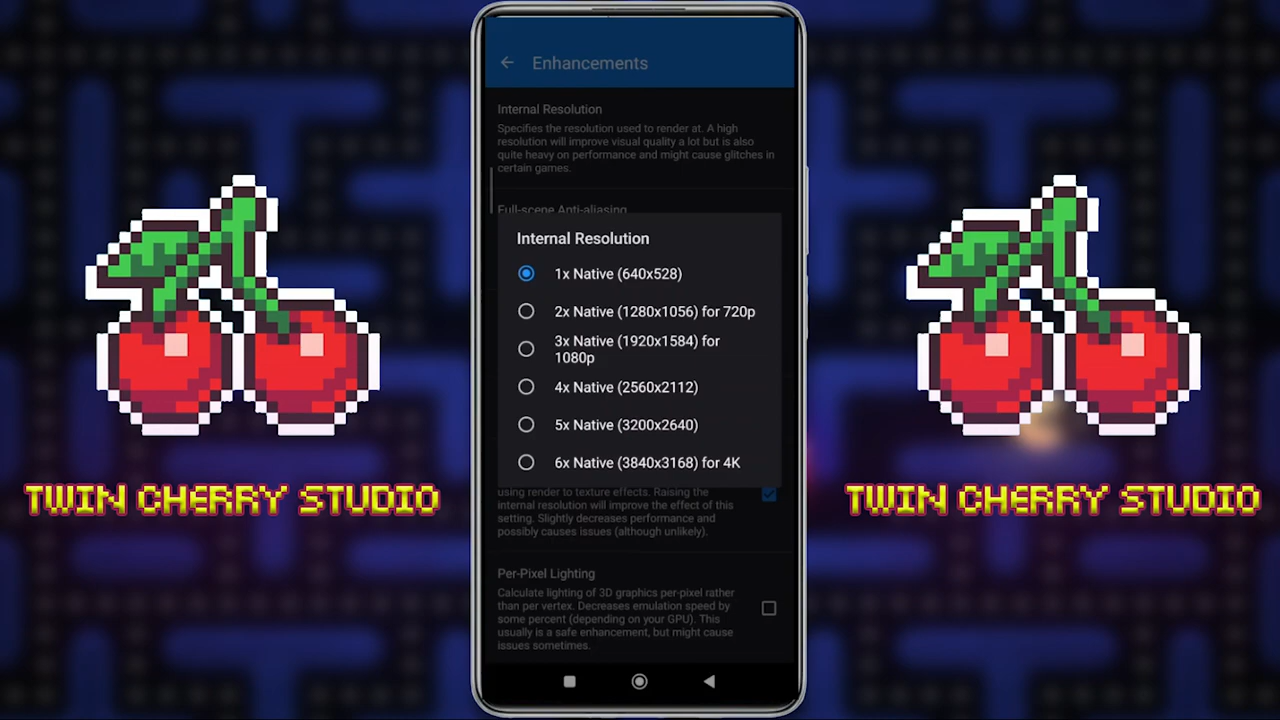 Enhancements
Internal Resolution
Specifies the resolution used to render at. A high
resolution will improve visual quality a lot but is also
quite heavy on performance and might cause glitches in
certain games.
Full-scene Anti-aliasing
Internal Resolution
1x Native (640x528)
2x Native (1280x1056) for 720p
3x Native (1920x1584) for
1080p
4x Native (2560x2112)
5x Native (3200x2640)
6x Native (3840x3168) for 4K
using render to texture effects. Raising the
internal resolution will improve the effect of this
setting. Slightly decreases performance and
possibly causes issues (although unlikely).
Per-Pixel Lighting
Calculate lighting of 3D graphics per-pixel rather
than per vertex. Decreases emulation speed by
some percent (depending on your GPU). This
usually is a safe enhancement, but might cause
issues sometimes.
TWIN CHERRY STUDIO
TWIN CHERRY STUDIO